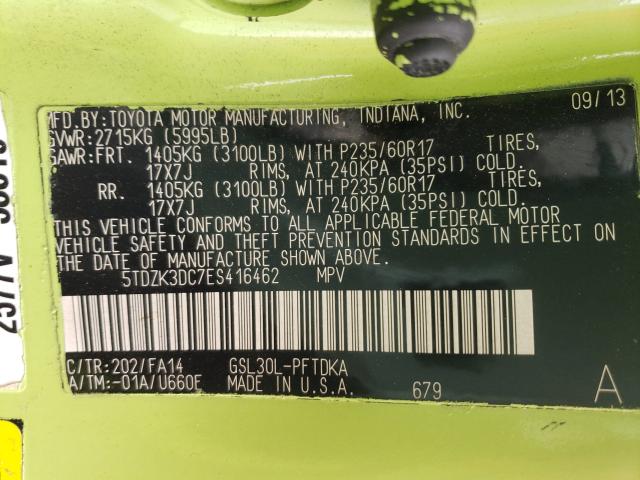 MFD.BY:TOYOTA MOTOR MANUFACTURING, INDIANA, INC. 09/13
GVWR:2715KG (5995LB)
GAWR:FRT. 1405KG (3100LB) WITH P235/60R17 TIRES,
17X7J RIMS, AT 240KPA (35PSI) COLD.
RR. 1405KG (3100LB) WITH P235/60R17 TIRES,
17X7J RIMS, AT 240KPA (35PSI) COLD.
THIS VEHICLE CONFORMS TO ALL APPLICABLE FEDERAL MOTOR
VEHICLE SAFETY AND THEFT PREVENTION STANDARDS IN EFFECT ON
THE DATE OF MANUFACTURE SHOWN ABOVE.
5TDZK3DC7ES416462 MPV
C/TR:202/FA14 GSL30L-PFTDKA
A/TM:-01A/U660E MADE IN U.S.A. 679 A